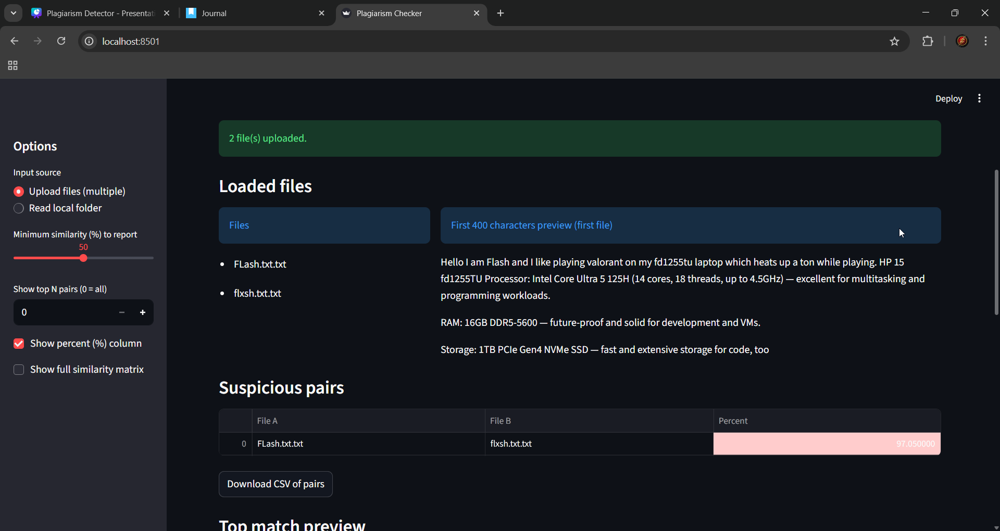 Plagiarism Detector - Presentat
Journal
Plagiarism Checker
localhost:8501
Deploy
Options
Input source
Upload files (multiple)
Read local folder
Minimum similarity (%) to report
50
Show top N pairs (0 = all)
0
Show percent (%) column
Show full similarity matrix
2 file(s) uploaded.
Loaded files
Files
FLash.txt.txt
flxsh.txt.txt
First 400 characters preview (first file)
Hello I am Flash and I like playing valorant on my fd1255tu laptop which heats up a ton while playing. HP 15
fd1255TU Processor: Intel Core Ultra 5 125H (14 cores, 18 threads, up to 4.5GHz) — excellent for multitasking and
programming workloads.
RAM: 16GB DDR5-5600 — future-proof and solid for development and VMs.
Storage: 1TB PCIe Gen4 NVMe SSD — fast and extensive storage for code, too
Suspicious pairs
File A File B Percent
0 FLash.txt.txt flxsh.txt.txt 97.050000
Download CSV of pairs
Top match preview